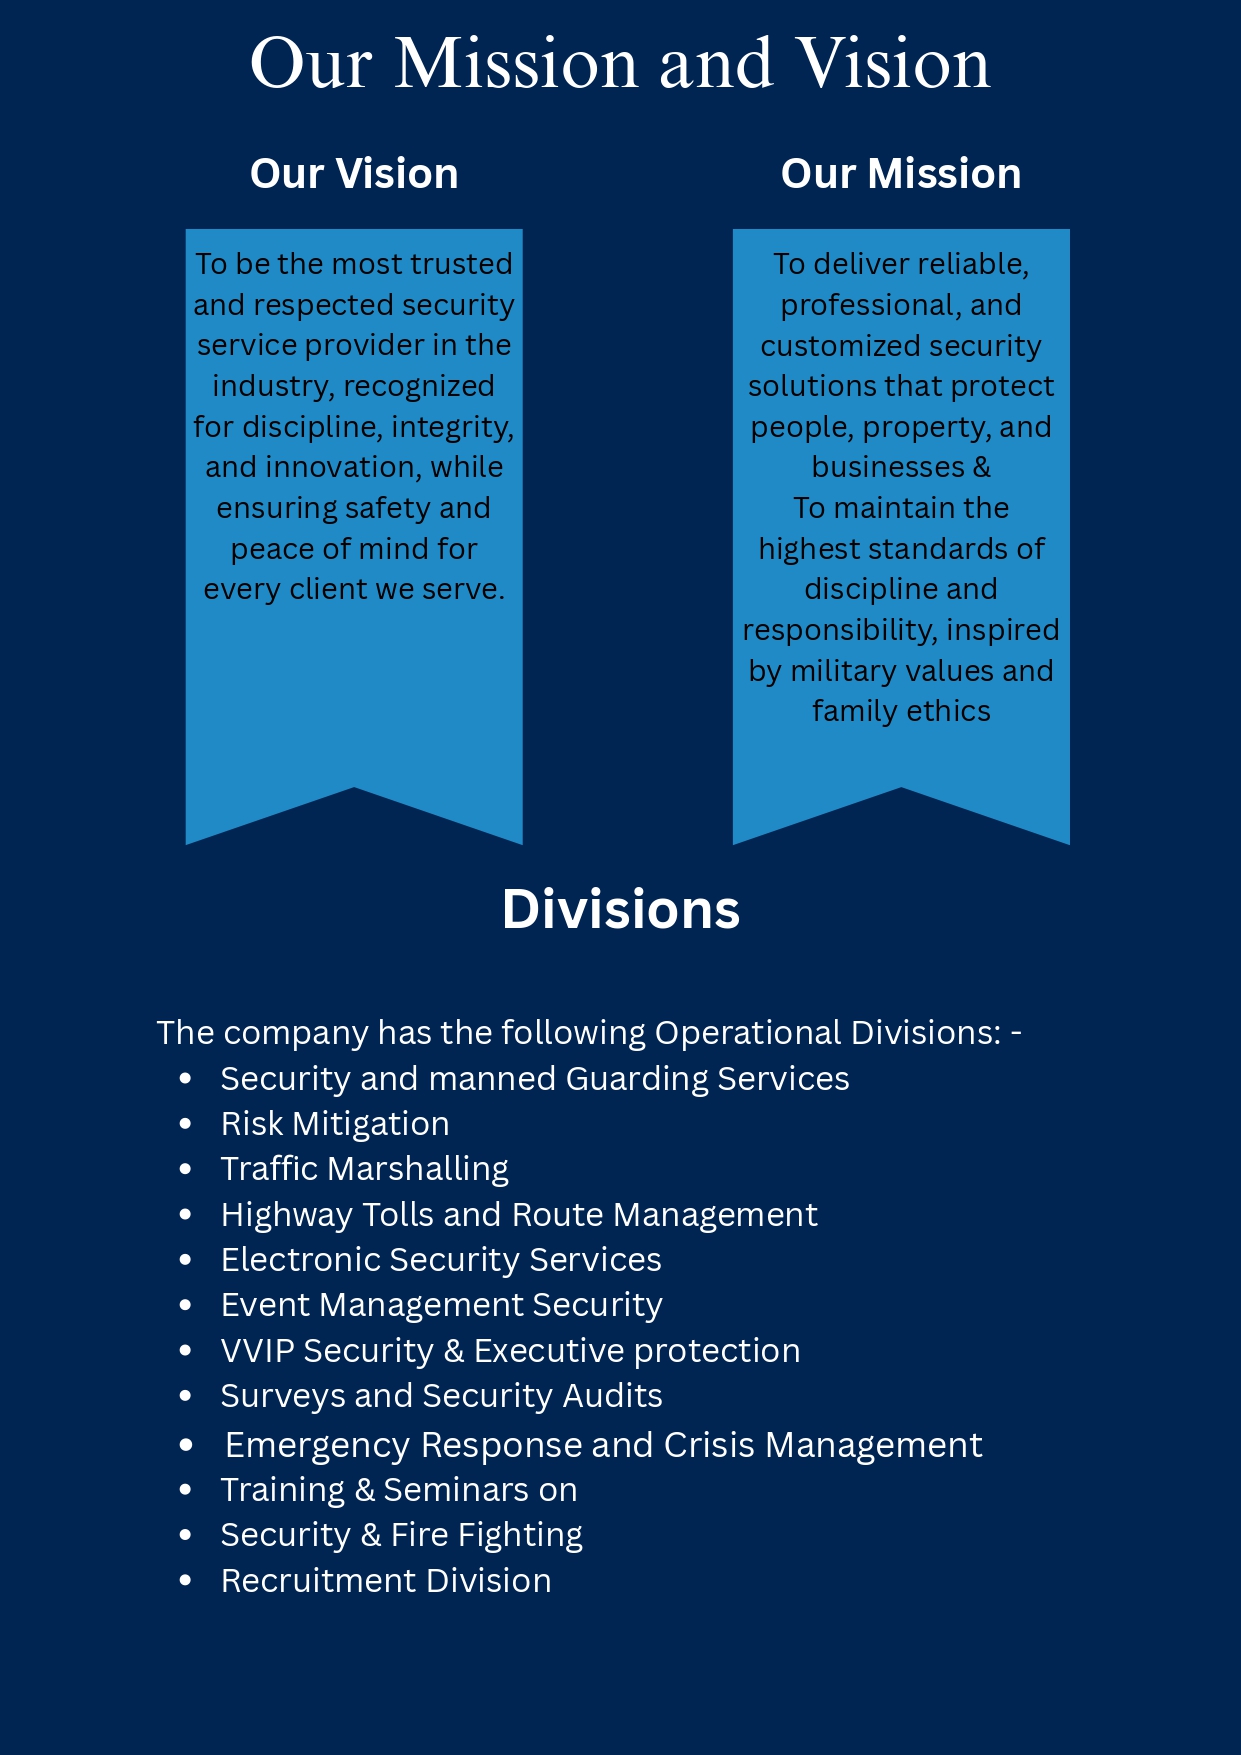 Our Mission and Vision
Our Vision
To be the most trusted
and respected security
service provider in the
industry, recognized
for discipline, integrity,
and innovation, while
ensuring safety and
peace of mind for
every client we serve.
Our Mission
To deliver reliable,
professional, and
customized security
solutions that protect
people, property, and
businesses &
To maintain the
highest standards of
discipline and
responsibility, inspired
by military values and
family ethics
Divisions
The company has the following Operational Divisions: -
• Security and manned Guarding Services
• Risk Mitigation
• Traffic Marshalling
• Highway Tolls and Route Management
• Electronic Security Services
• Event Management Security
• VVIP Security & Executive protection
• Surveys and Security Audits
• Emergency Response and Crisis Management
• Training & Seminars on
• Security & Fire Fighting
• Recruitment Division